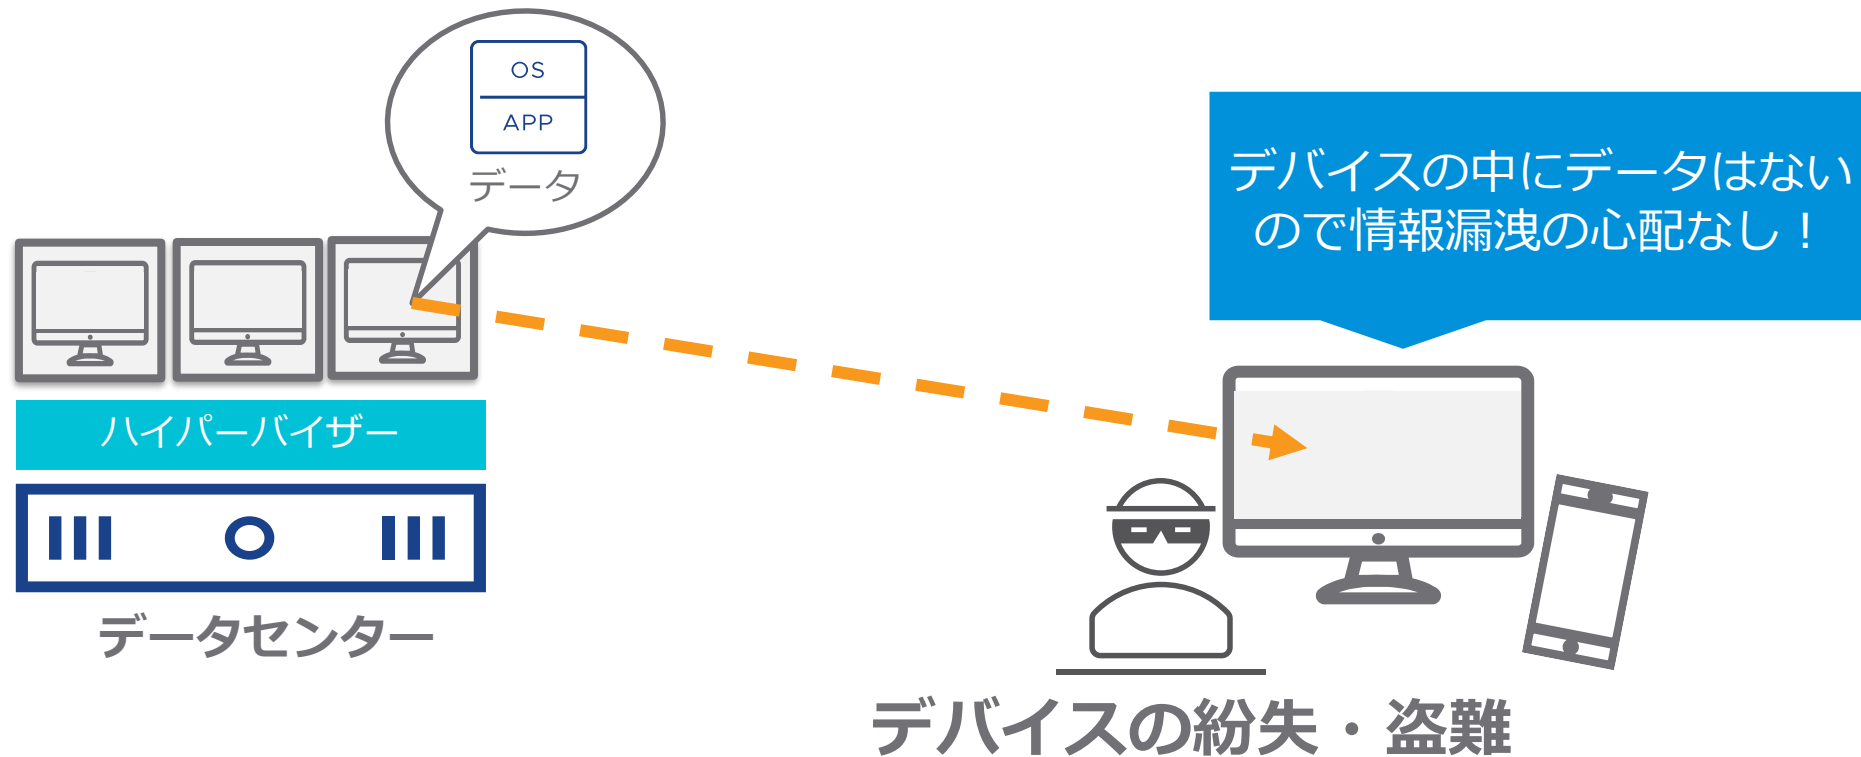 OS
APP
データ
デバイスの中にデータはない
ので情報漏洩の心配なし！
ハイパーバイザー
データセンター
デバイスの紛失・盗難